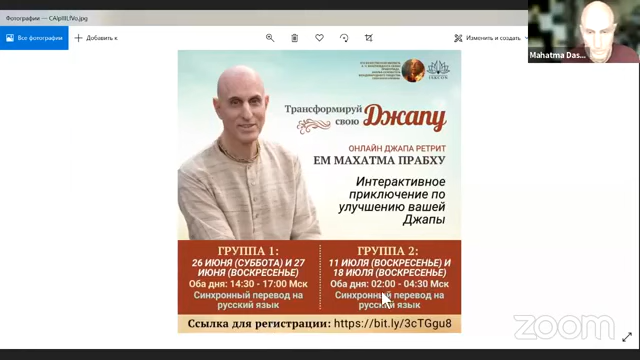 Фотографии — CAlpIllLfVo.jpg
Все фотографии
Добавить к
Изменить и создать
Mahatma Das...
Трансформируй
свою Джапу
ОНЛАЙН ДЖАПА РЕТРИТ
ЕМ МАХАТМА ПРАБХУ
Интерактивное
приключение по
улучшению вашей
Джапы
ГРУППА 1:
26 ИЮНЯ (СУББОТА) И 27
ИЮНЯ (ВОСКРЕСЕНЬЕ)
Оба дня: 14:30 - 17:00 Мск
Синхронный перевод на
русский язык
ГРУППА 2:
11 ИЮЛЯ (ВОСКРЕСЕНЬЕ) И
18 ИЮЛЯ (ВОСКРЕСЕНЬЕ)
Оба дня: 02:00 - 04:30 Мск
Синхронный перевод на
русский язык
Ссылка для регистрации: https://bit.ly/3cTGgu8
zoom